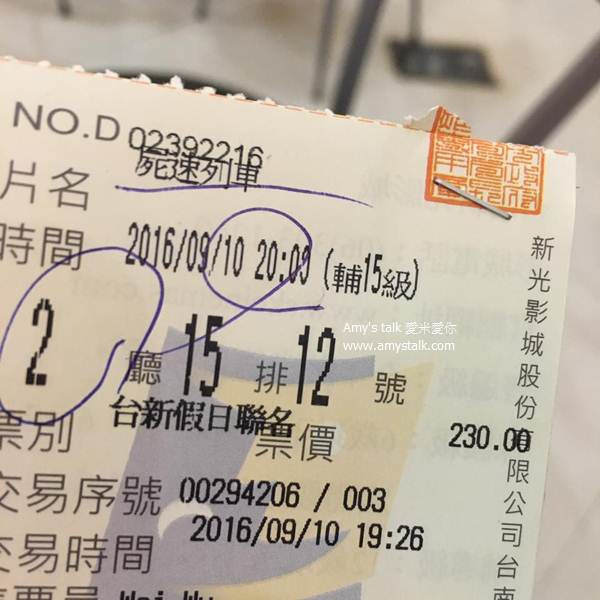 NO.D 02392216
片名 屍速列車
時間 2016/09/10 20:09 (輔15級)
2 廳 15 排 12 號
台新假日聯名
票別 票價 230.00
交易序號 00294206 / 003
交易時間 2016/09/10 19:26
票員
新光影城股份有限公司台南
Amy's talk 愛米愛你
www.amystalk.com